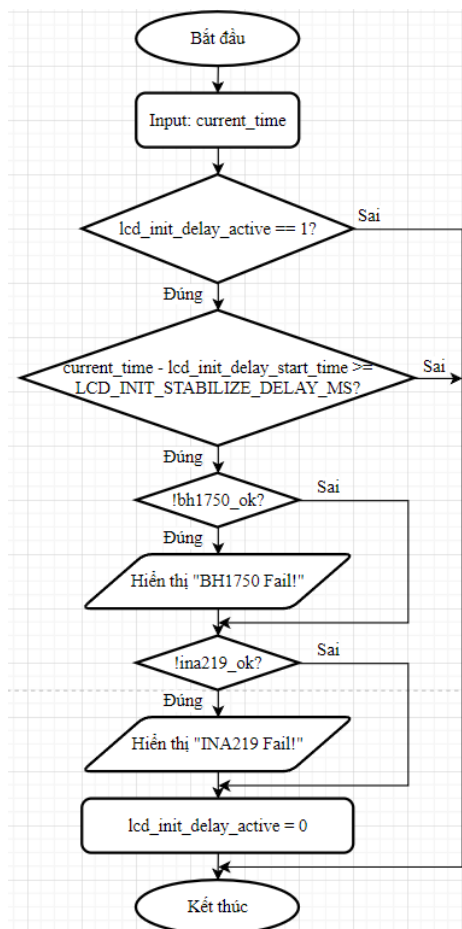 Bắt đầu
Input: current_time
lcd_init_delay_active == 1?
Sai
Đúng
current_time - lcd_init_delay_start_time >=
LCD_INIT_STABILIZE_DELAY_MS?
Sai
Đúng
!bh1750_ok?
Sai
Đúng
Hiển thị "BH1750 Fail!"
!ina219_ok?
Sai
Đúng
Hiển thị "INA219 Fail!"
lcd_init_delay_active = 0
Kết thúc